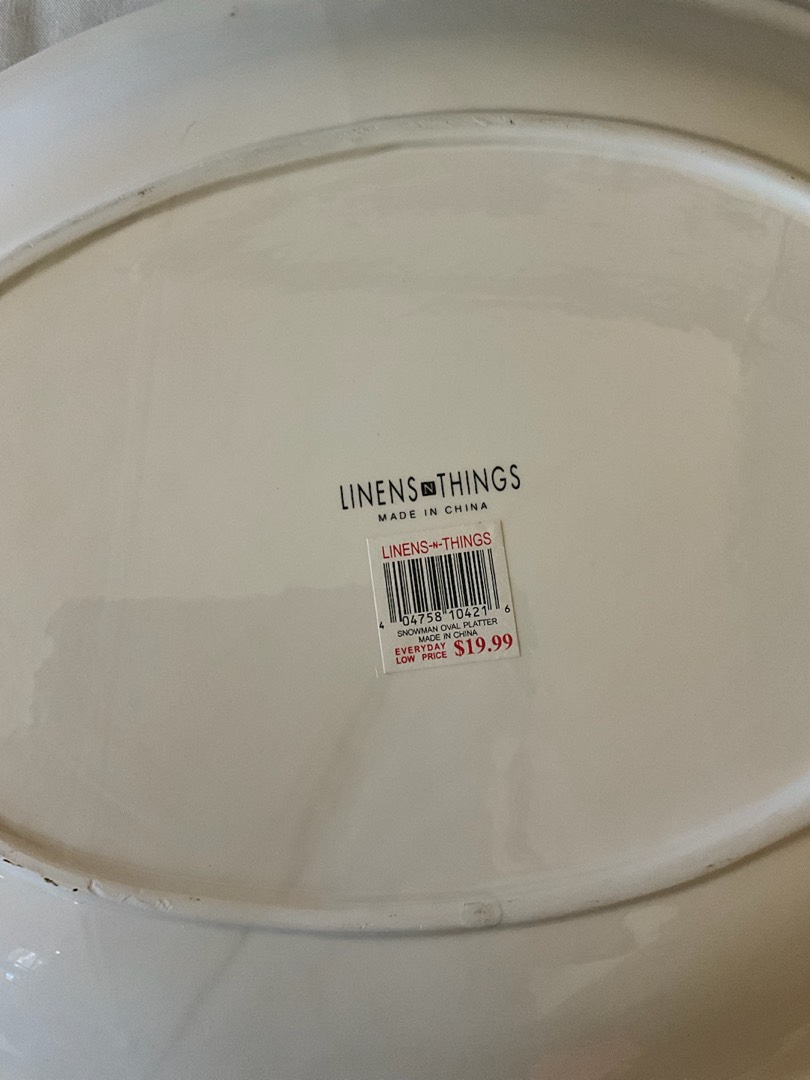 LINENS N THINGS
MADE IN CHINA
LINENS-N-THINGS
4 04758 10421 6
SNOWMAN OVAL PLATTER
MADE IN CHINA
EVERYDAY
LOW PRICE $19.99